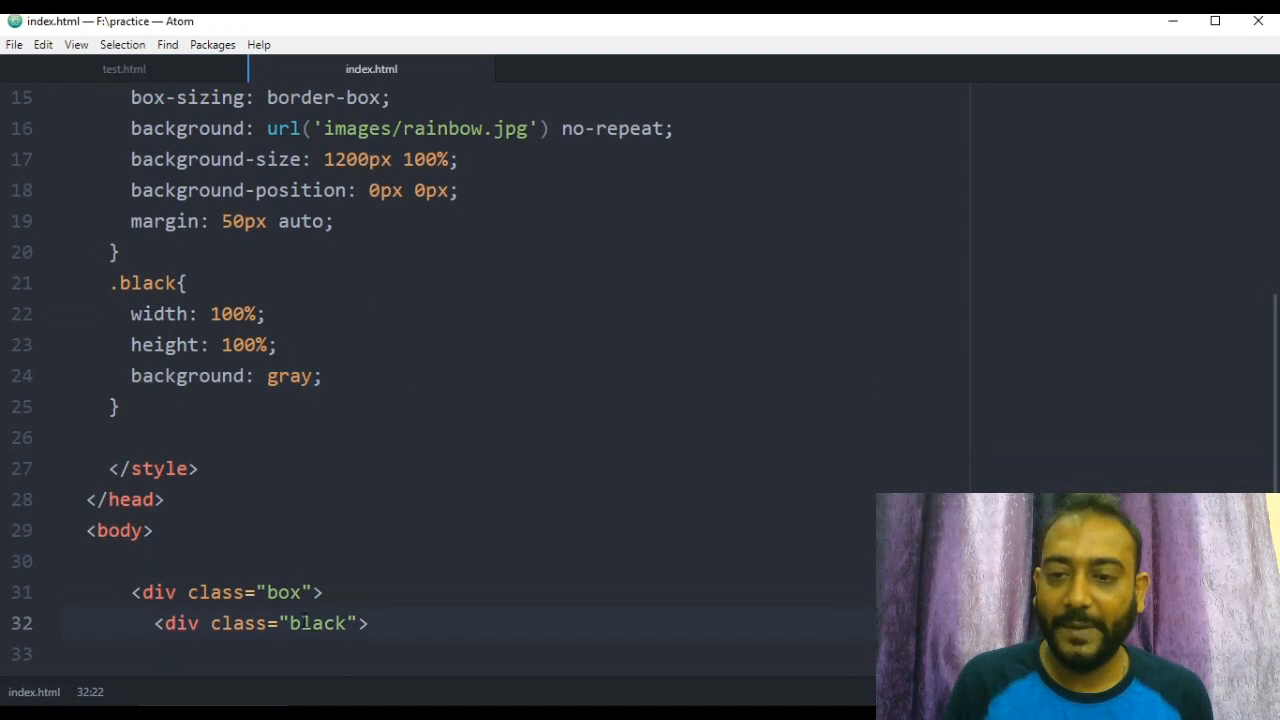 index.html — F:\practice — Atom
File Edit View Selection Find Packages Help
test.html index.html
15 box-sizing: border-box;
16 background: url('images/rainbow.jpg') no-repeat;
17 background-size: 1200px 100%;
18 background-position: 0px 0px;
19 margin: 50px auto;
20 }
21 .black{
22 width: 100%;
23 height: 100%;
24 background: gray;
25 }
26
27 </style>
28 </head>
29 <body>
30
31 <div class="box">
32 <div class="black">
33
index.html 32:22